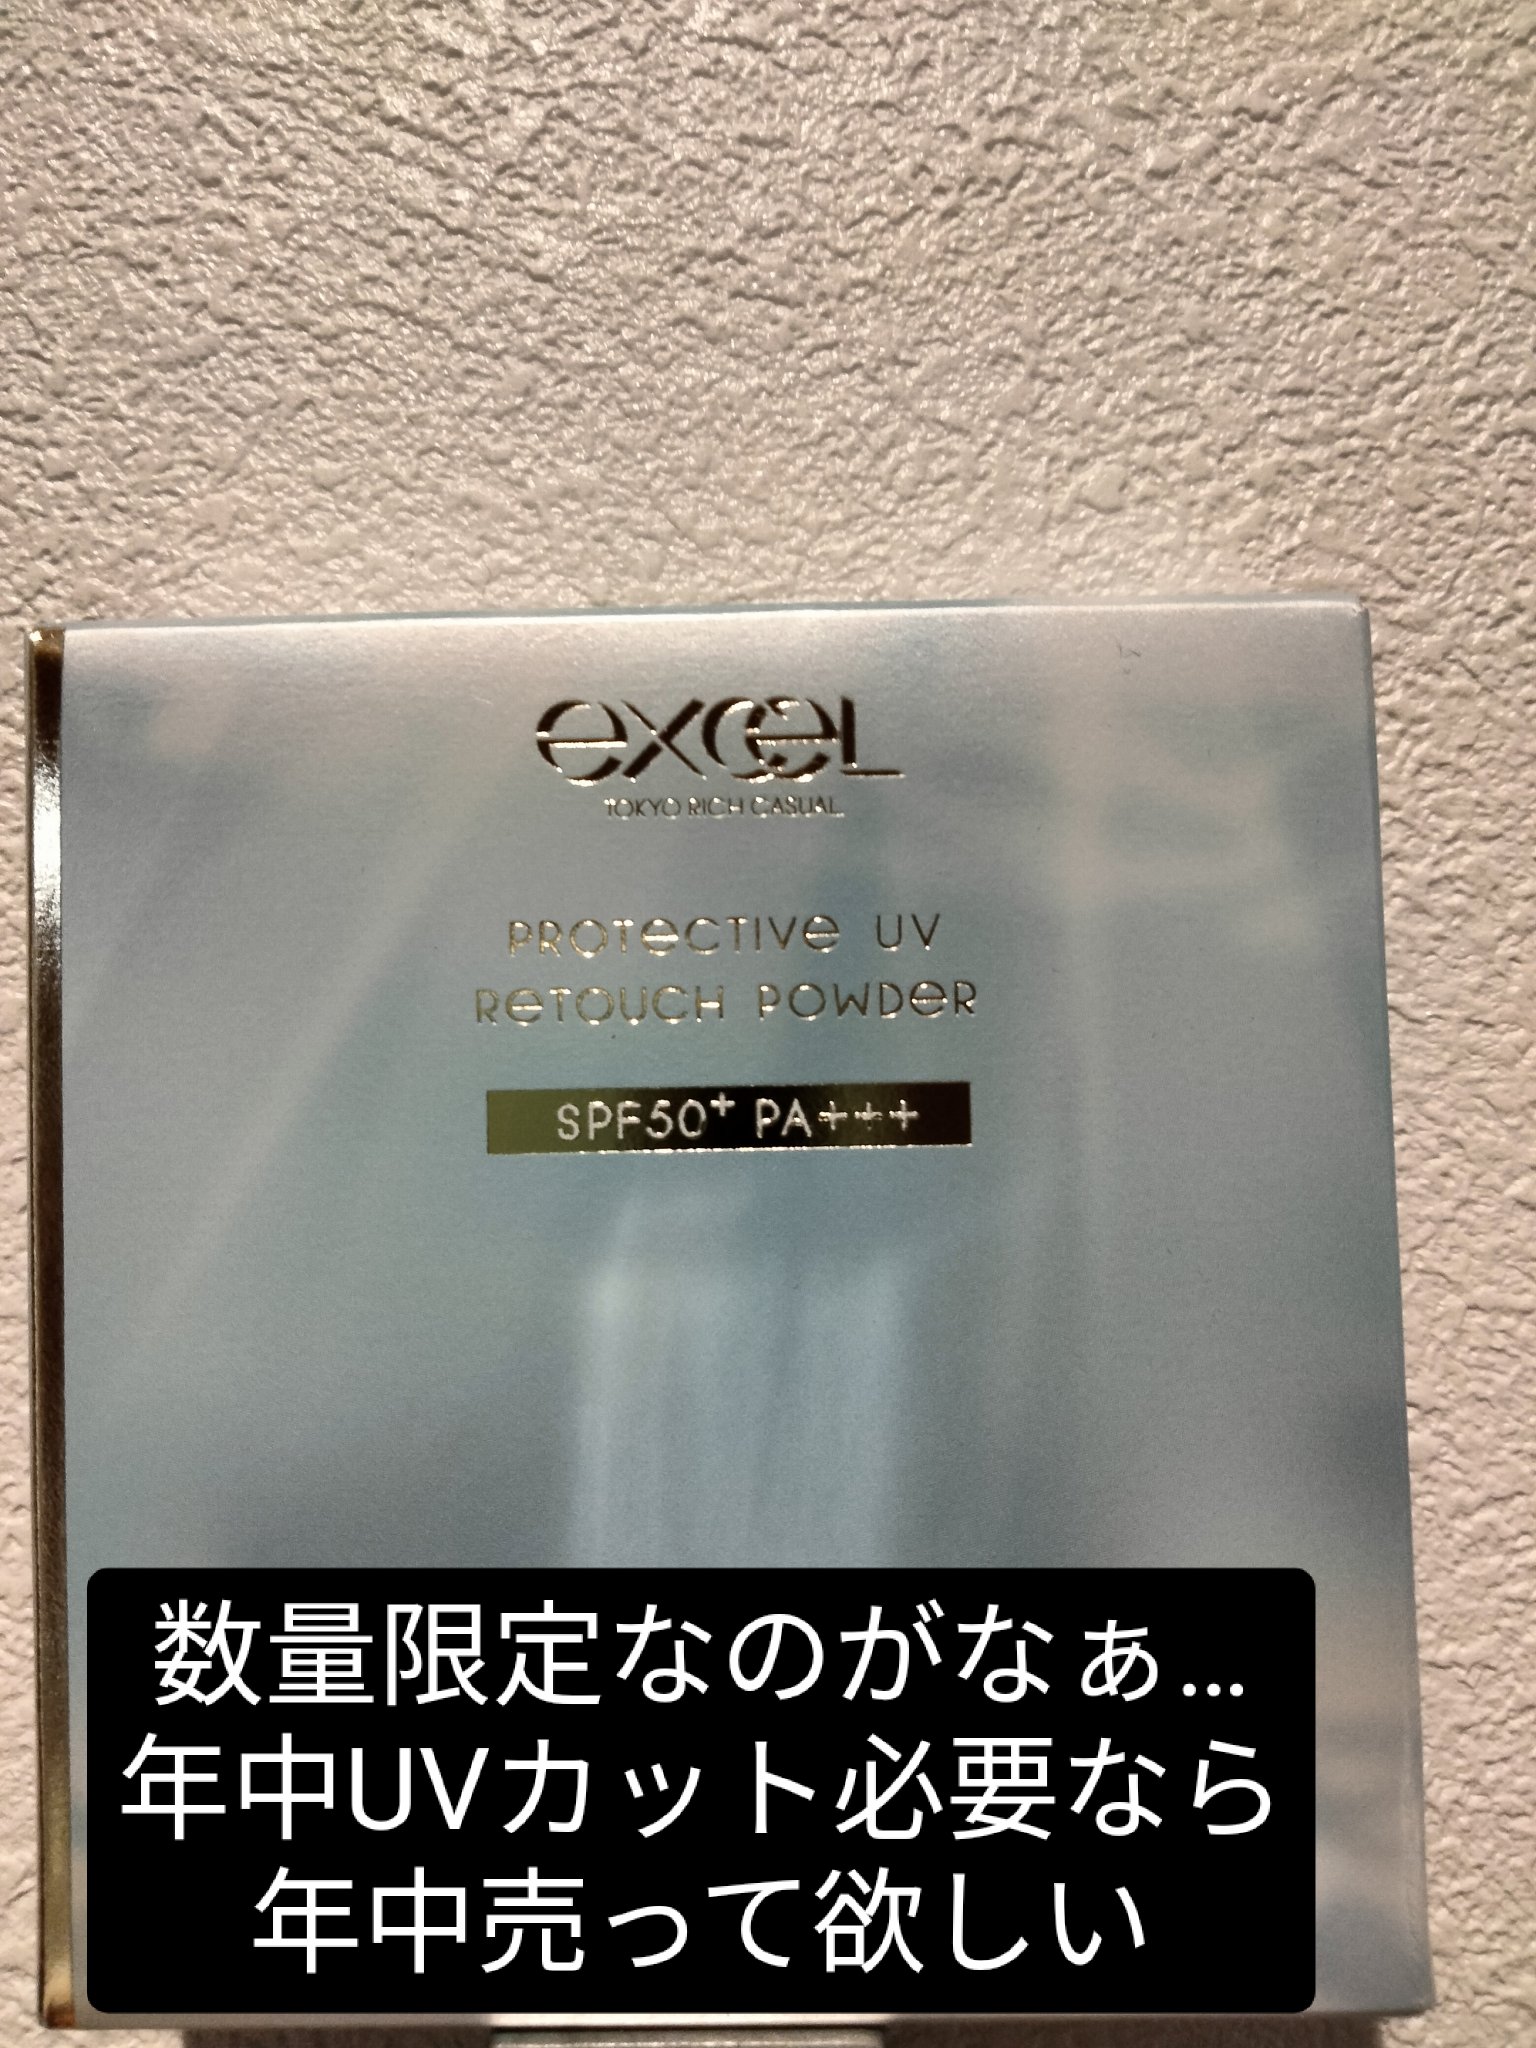 excel
TOKYO RICH CASUAL.
PROTECTIVE UV
RETOUCH POWDER
SPF50+ PA+++
数量限定なのがなぁ…
年中UVカット必要なら
年中売って欲しい